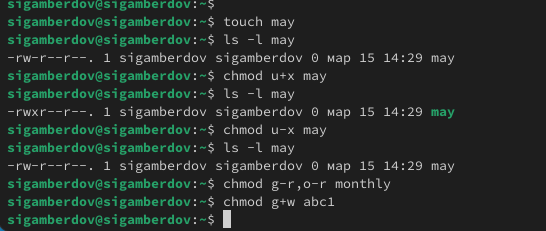 sigamberdov@sigamberdov:~$
sigamberdov@sigamberdov:~$ touch may
sigamberdov@sigamberdov:~$ ls -l may
-rw-r--r--. 1 sigamberdov sigamberdov 0 мар 15 14:29 may
sigamberdov@sigamberdov:~$ chmod u+x may
sigamberdov@sigamberdov:~$ ls -l may
-rwxr--r--. 1 sigamberdov sigamberdov 0 мар 15 14:29 may
sigamberdov@sigamberdov:~$ chmod u-x may
sigamberdov@sigamberdov:~$ ls -l may
-rw-r--r--. 1 sigamberdov sigamberdov 0 мар 15 14:29 may
sigamberdov@sigamberdov:~$ chmod g-r,o-r monthly
sigamberdov@sigamberdov:~$ chmod g+w abc1
sigamberdov@sigamberdov:~$